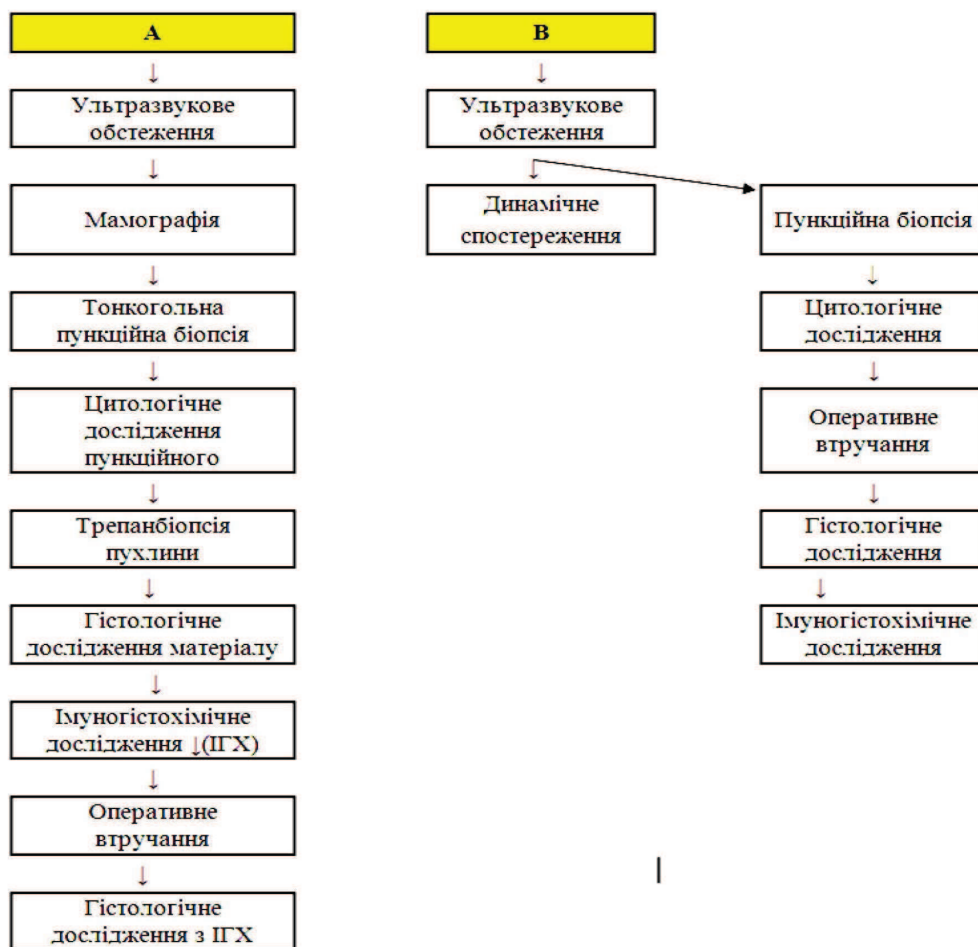 А
↓
Ультразвукове
обстеження
↓
Мамографія
↓
Тонкогольна
пункційна біопсія
↓
Цитологічне
дослідження
пункційного
↓
Трепанбіопсія
пухлини
↓
Гістологічне
дослідження матеріалу
↓
Імуногістохімічне
дослідження ↓(ІГХ)
↓
Оперативне
втручання
↓
Гістологічне
дослідження з ІГХ
В
↓
Ультразвукове
обстеження
↓
Динамічне
спостереження
Пункційна біопсія
↓
Цитологічне
дослідження
↓
Оперативне
втручання
↓
Гістологічне
дослідження
↓
Імуногістохімічне
дослідження